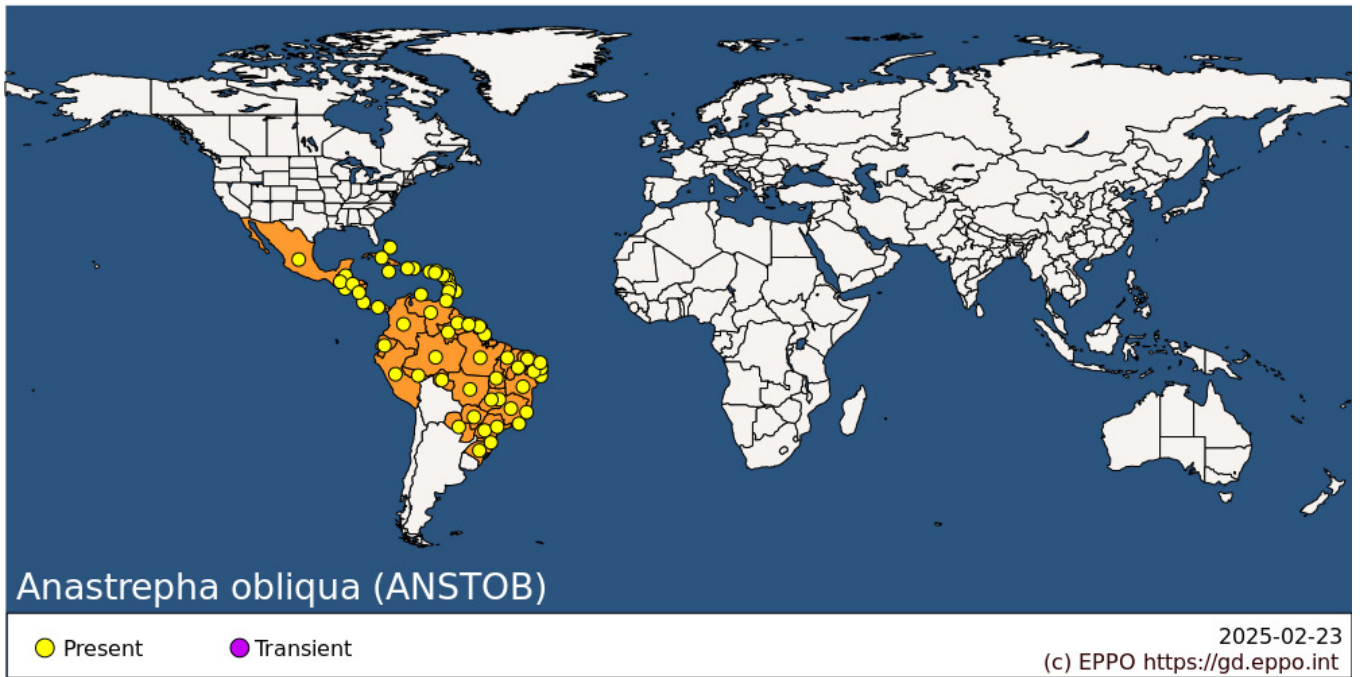 Anastrepha obliqua (ANSTOB)
Present
Transient
2025-02-23
(c) EPPO https://gd.eppo.int